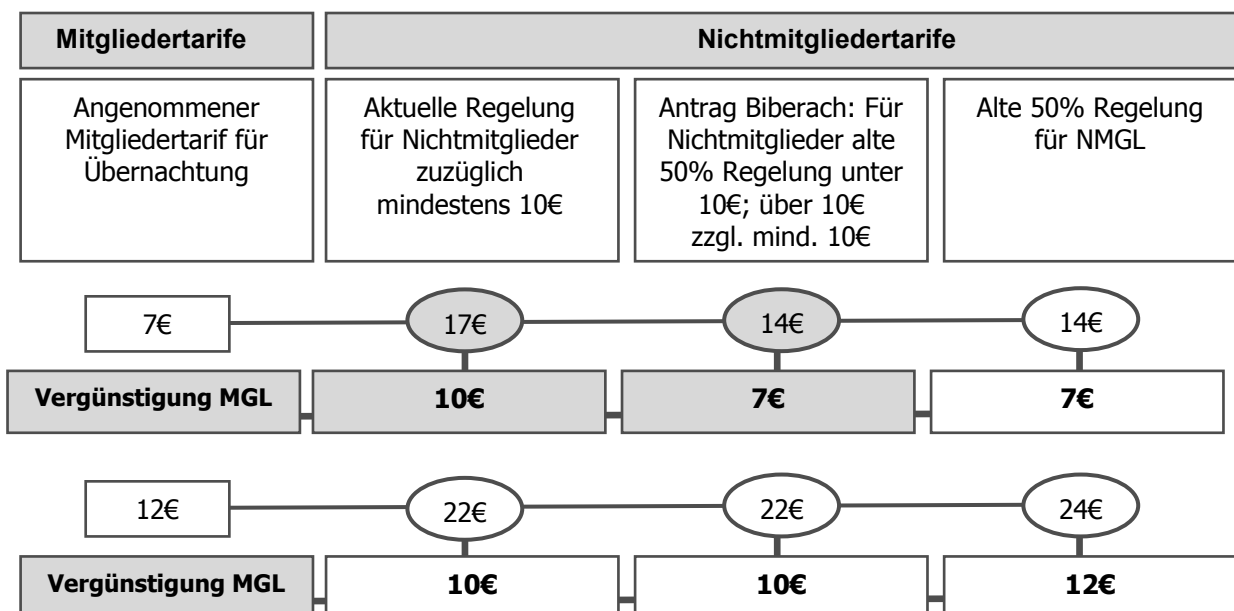 Mitgliedertarife
Nichtmitgliedertarife
Angenommener
Mitgliedertarif für
Übernachtung
Aktuelle Regelung
für Nichtmitglieder
zuzüglich
mindestens 10€
Antrag Biberach: Für
Nichtmitglieder alte
50% Regelung unter
10€; über 10€
zzgl. mind. 10€
Alte 50% Regelung
für NMGL
7€
17€
14€
14€
Vergünstigung MGL
10€
7€
7€
12€
22€
22€
24€
Vergünstigung MGL
10€
10€
12€